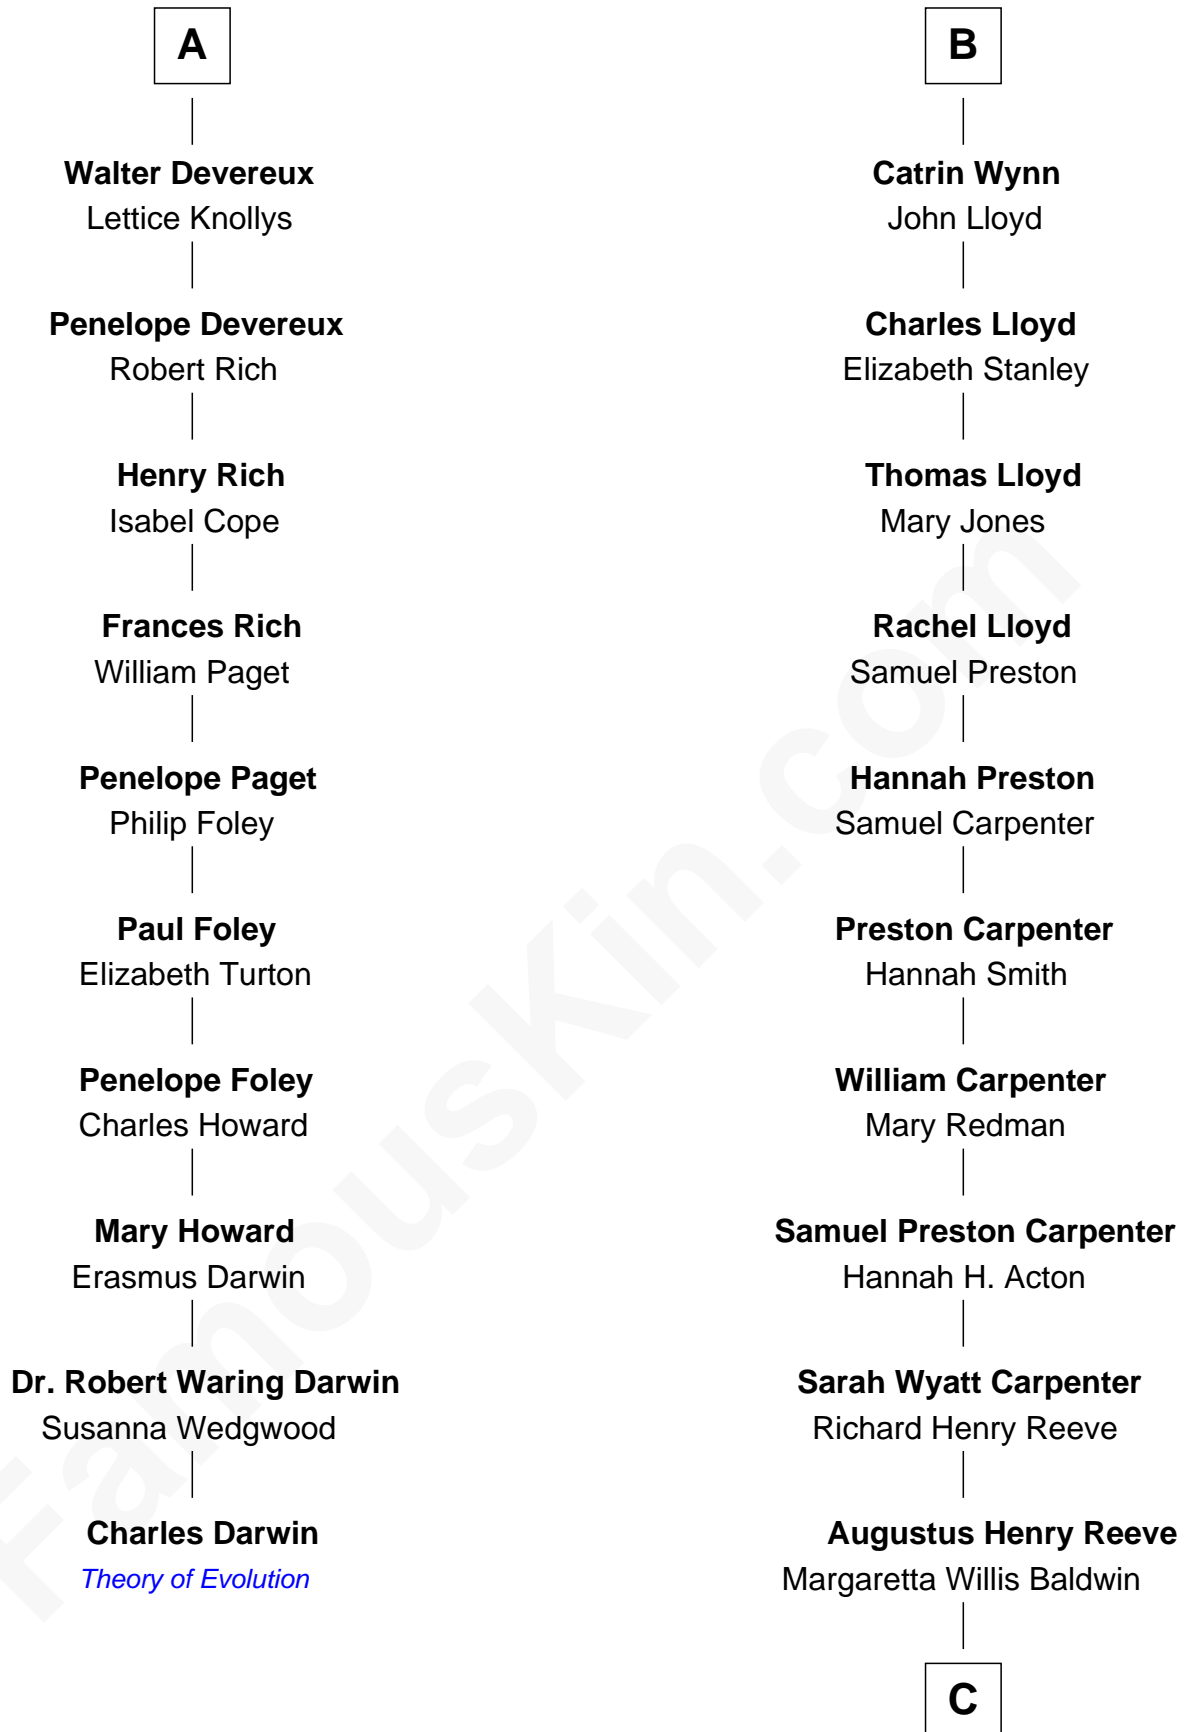 A
Walter Devereux
Lettice Knollys
Penelope Devereux
Robert Rich
Henry Rich
Isabel Cope
Frances Rich
William Paget
Penelope Paget
Philip Foley
Paul Foley
Elizabeth Turton
Penelope Foley
Charles Howard
Mary Howard
Erasmus Darwin
Dr. Robert Waring Darwin
Susanna Wedgwood
Charles Darwin
Theory of Evolution
B
Catrin Wynn
John Lloyd
Charles Lloyd
Elizabeth Stanley
Thomas Lloyd
Mary Jones
Rachel Lloyd
Samuel Preston
Hannah Preston
Samuel Carpenter
Preston Carpenter
Hannah Smith
William Carpenter
Mary Redman
Samuel Preston Carpenter
Hannah H. Acton
Sarah Wyatt Carpenter
Richard Henry Reeve
Augustus Henry Reeve
Margaretta Willis Baldwin
C
FamousKin.com